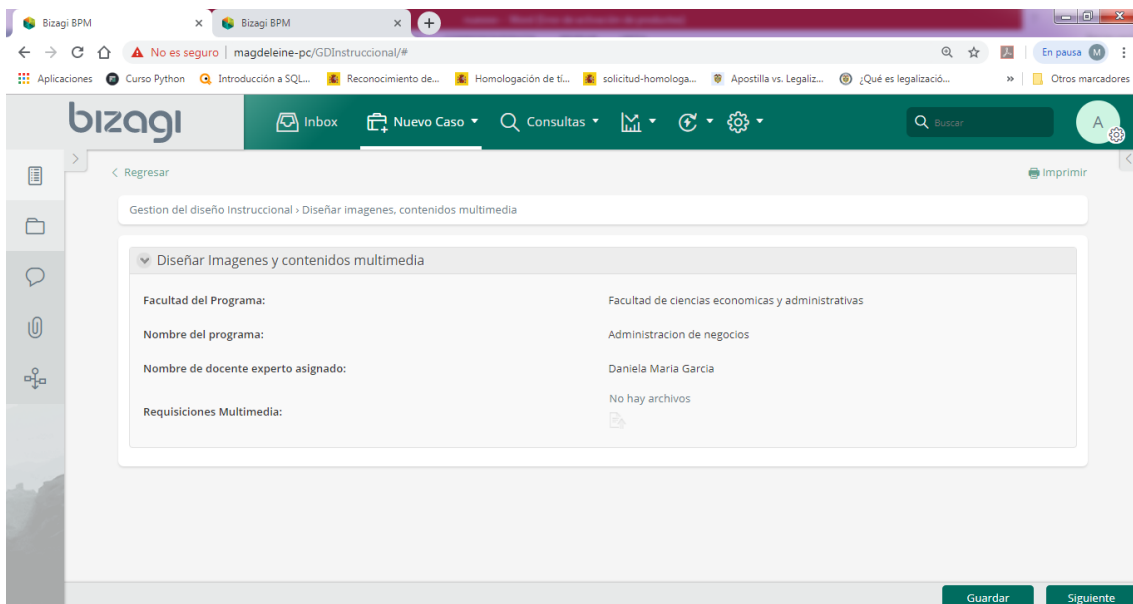 Bizagi BPM
Bizagi BPM
No es seguro | magdeleine-pc/GDInstruccional/#
En pausa M
Aplicaciones Curso Python Introducción a SQL... Reconocimiento de... Homologación de tí... solicitud-homologa... Apostilla vs. Legaliz... ¿Qué es legalizació... » Otros marcadores
bizagi Inbox Nuevo Caso Consultas Buscar A
< Regresar Imprimir
Gestion del diseño Instruccional › Diseñar imagenes, contenidos multimedia
Diseñar Imagenes y contenidos multimedia
Facultad del Programa: Facultad de ciencias economicas y administrativas
Nombre del programa: Administracion de negocios
Nombre de docente experto asignado: Daniela Maria Garcia
Requisiciones Multimedia: No hay archivos
Guardar Siguiente